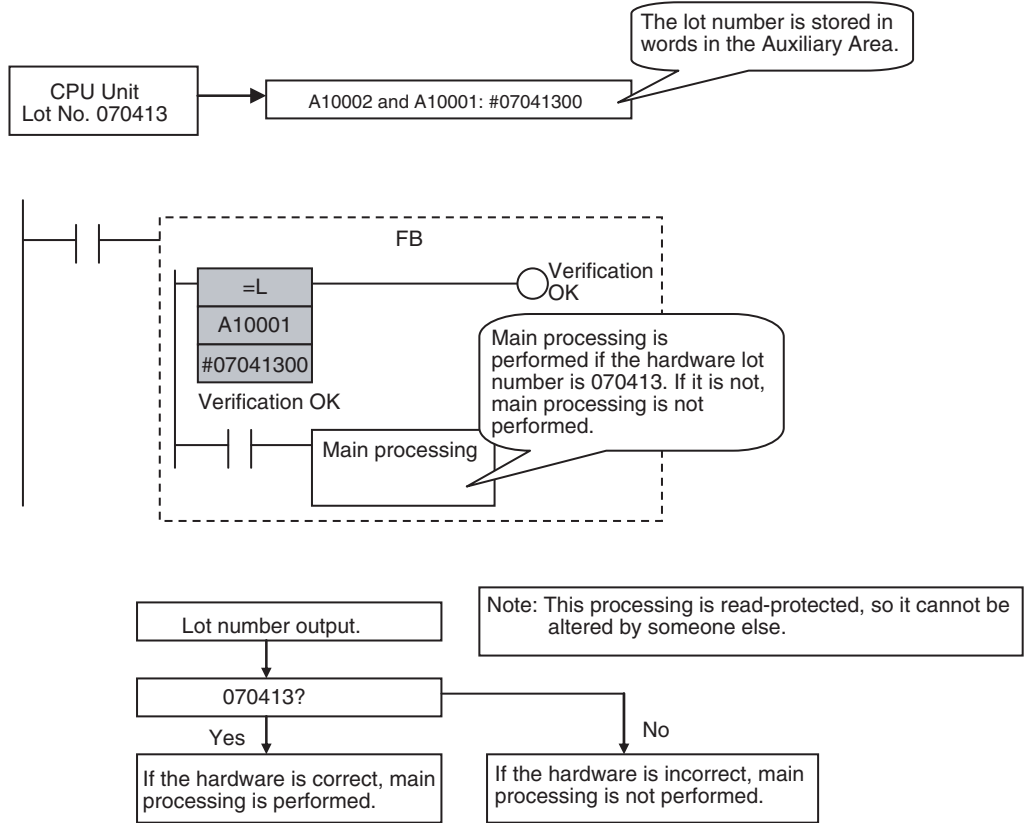 The lot number is stored in
words in the Auxiliary Area.
CPU Unit
Lot No. 070413
A10002 and A10001: #07041300
FB
=L
A10001
#07041300
Verification
OK
Verification OK
Main processing is
performed if the hardware lot
number is 070413. If it is not,
main processing is not
performed.
Main processing
Lot number output.
Note: This processing is read-protected, so it cannot be
altered by someone else.
070413?
Yes
No
If the hardware is correct, main
processing is performed.
If the hardware is incorrect, main
processing is not performed.